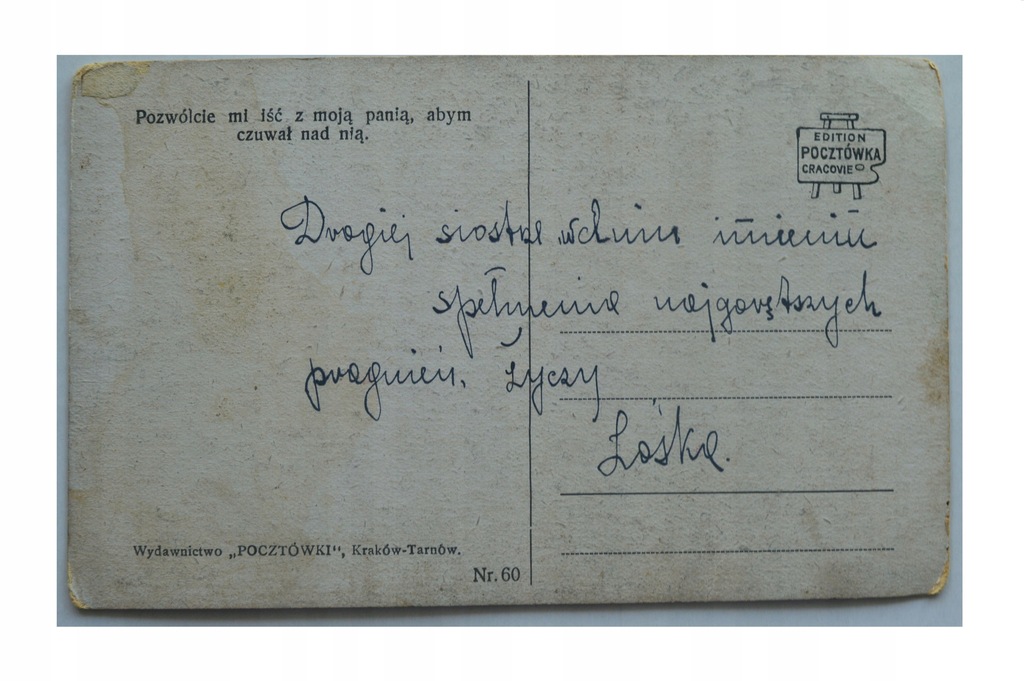 Pozwólcie mi iść z moją panią, abym
czuwał nad nią.
EDITION
POCZTÓWKA
CRACOVIE
Drogiej siostrze w dniu imienin
spełnienia najgorętszych
pragnień. życzy
Zośka.
Wydawnictwo „POCZTÓWKI“, Kraków-Tarnów.
Nr. 60